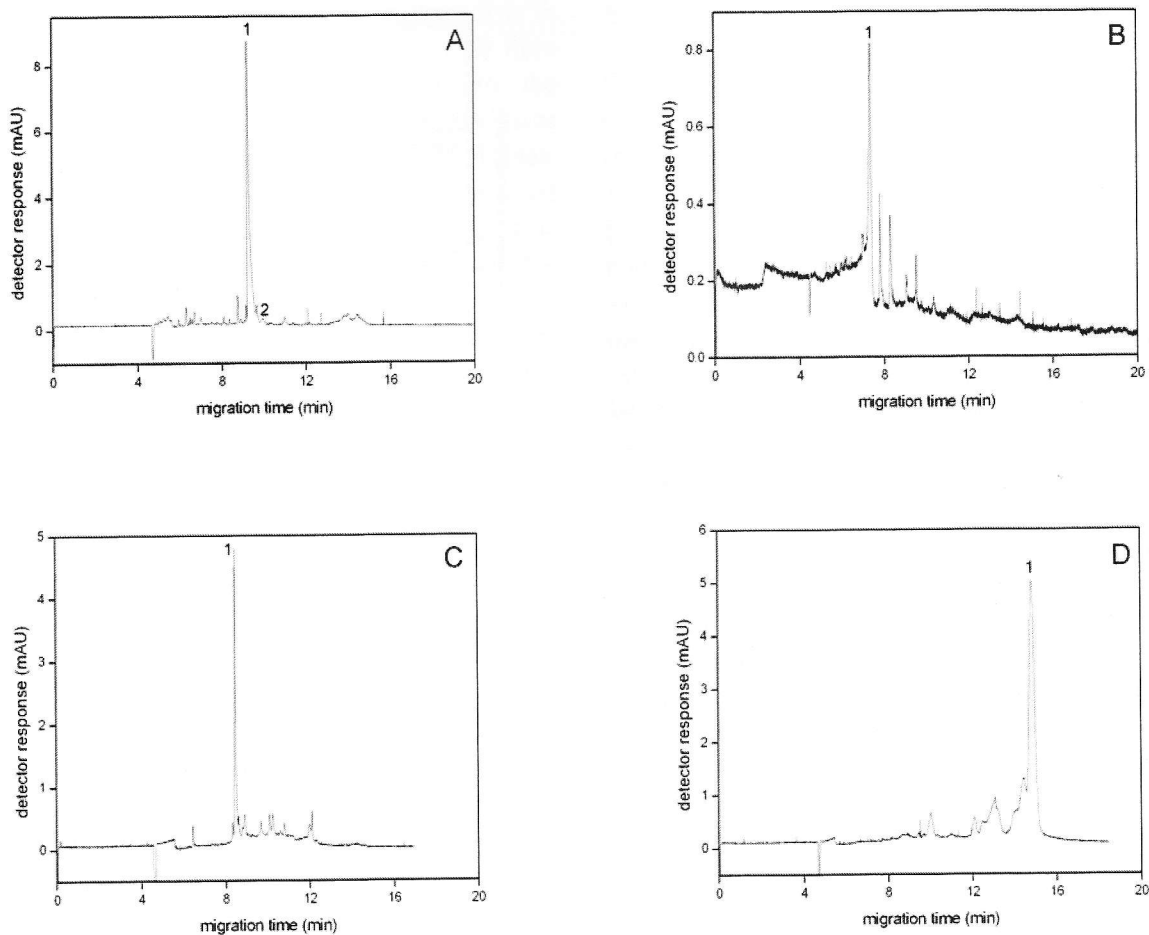 A
1
2
detector response (mAU)
8
6
4
2
0
0 4 8 12 16 20
migration time (min)
B
1
detector response (mAU)
0.8
0.6
0.4
0.2
0.0
0 4 8 12 16 20
migration time (min)
C
1
detector response (mAU)
5
4
3
2
1
0
0 4 8 12 16 20
migration time (min)
D
1
detector response (mAU)
6
5
4
3
2
1
0
0 4 8 12 16 20
migration time (min)